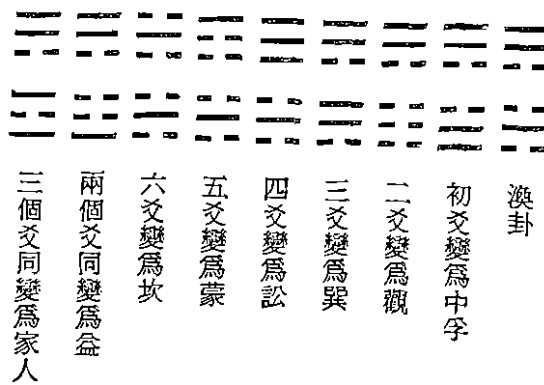 渙卦
初爻變爲中孚
二爻變爲觀
三爻變爲巽
四爻變爲訟
五爻變爲蒙
六爻變爲坎
兩個爻同變爲益
三個爻同變爲家人